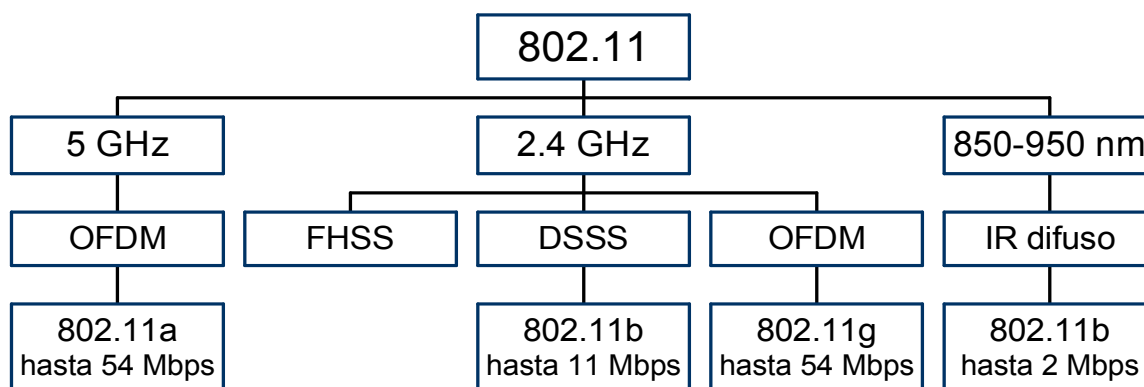 802.11
5 GHz
2.4 GHz
850-950 nm
OFDM
FHSS
DSSS
OFDM
IR difuso
802.11a
hasta 54 Mbps
802.11b
hasta 11 Mbps
802.11g
hasta 54 Mbps
802.11b
hasta 2 Mbps